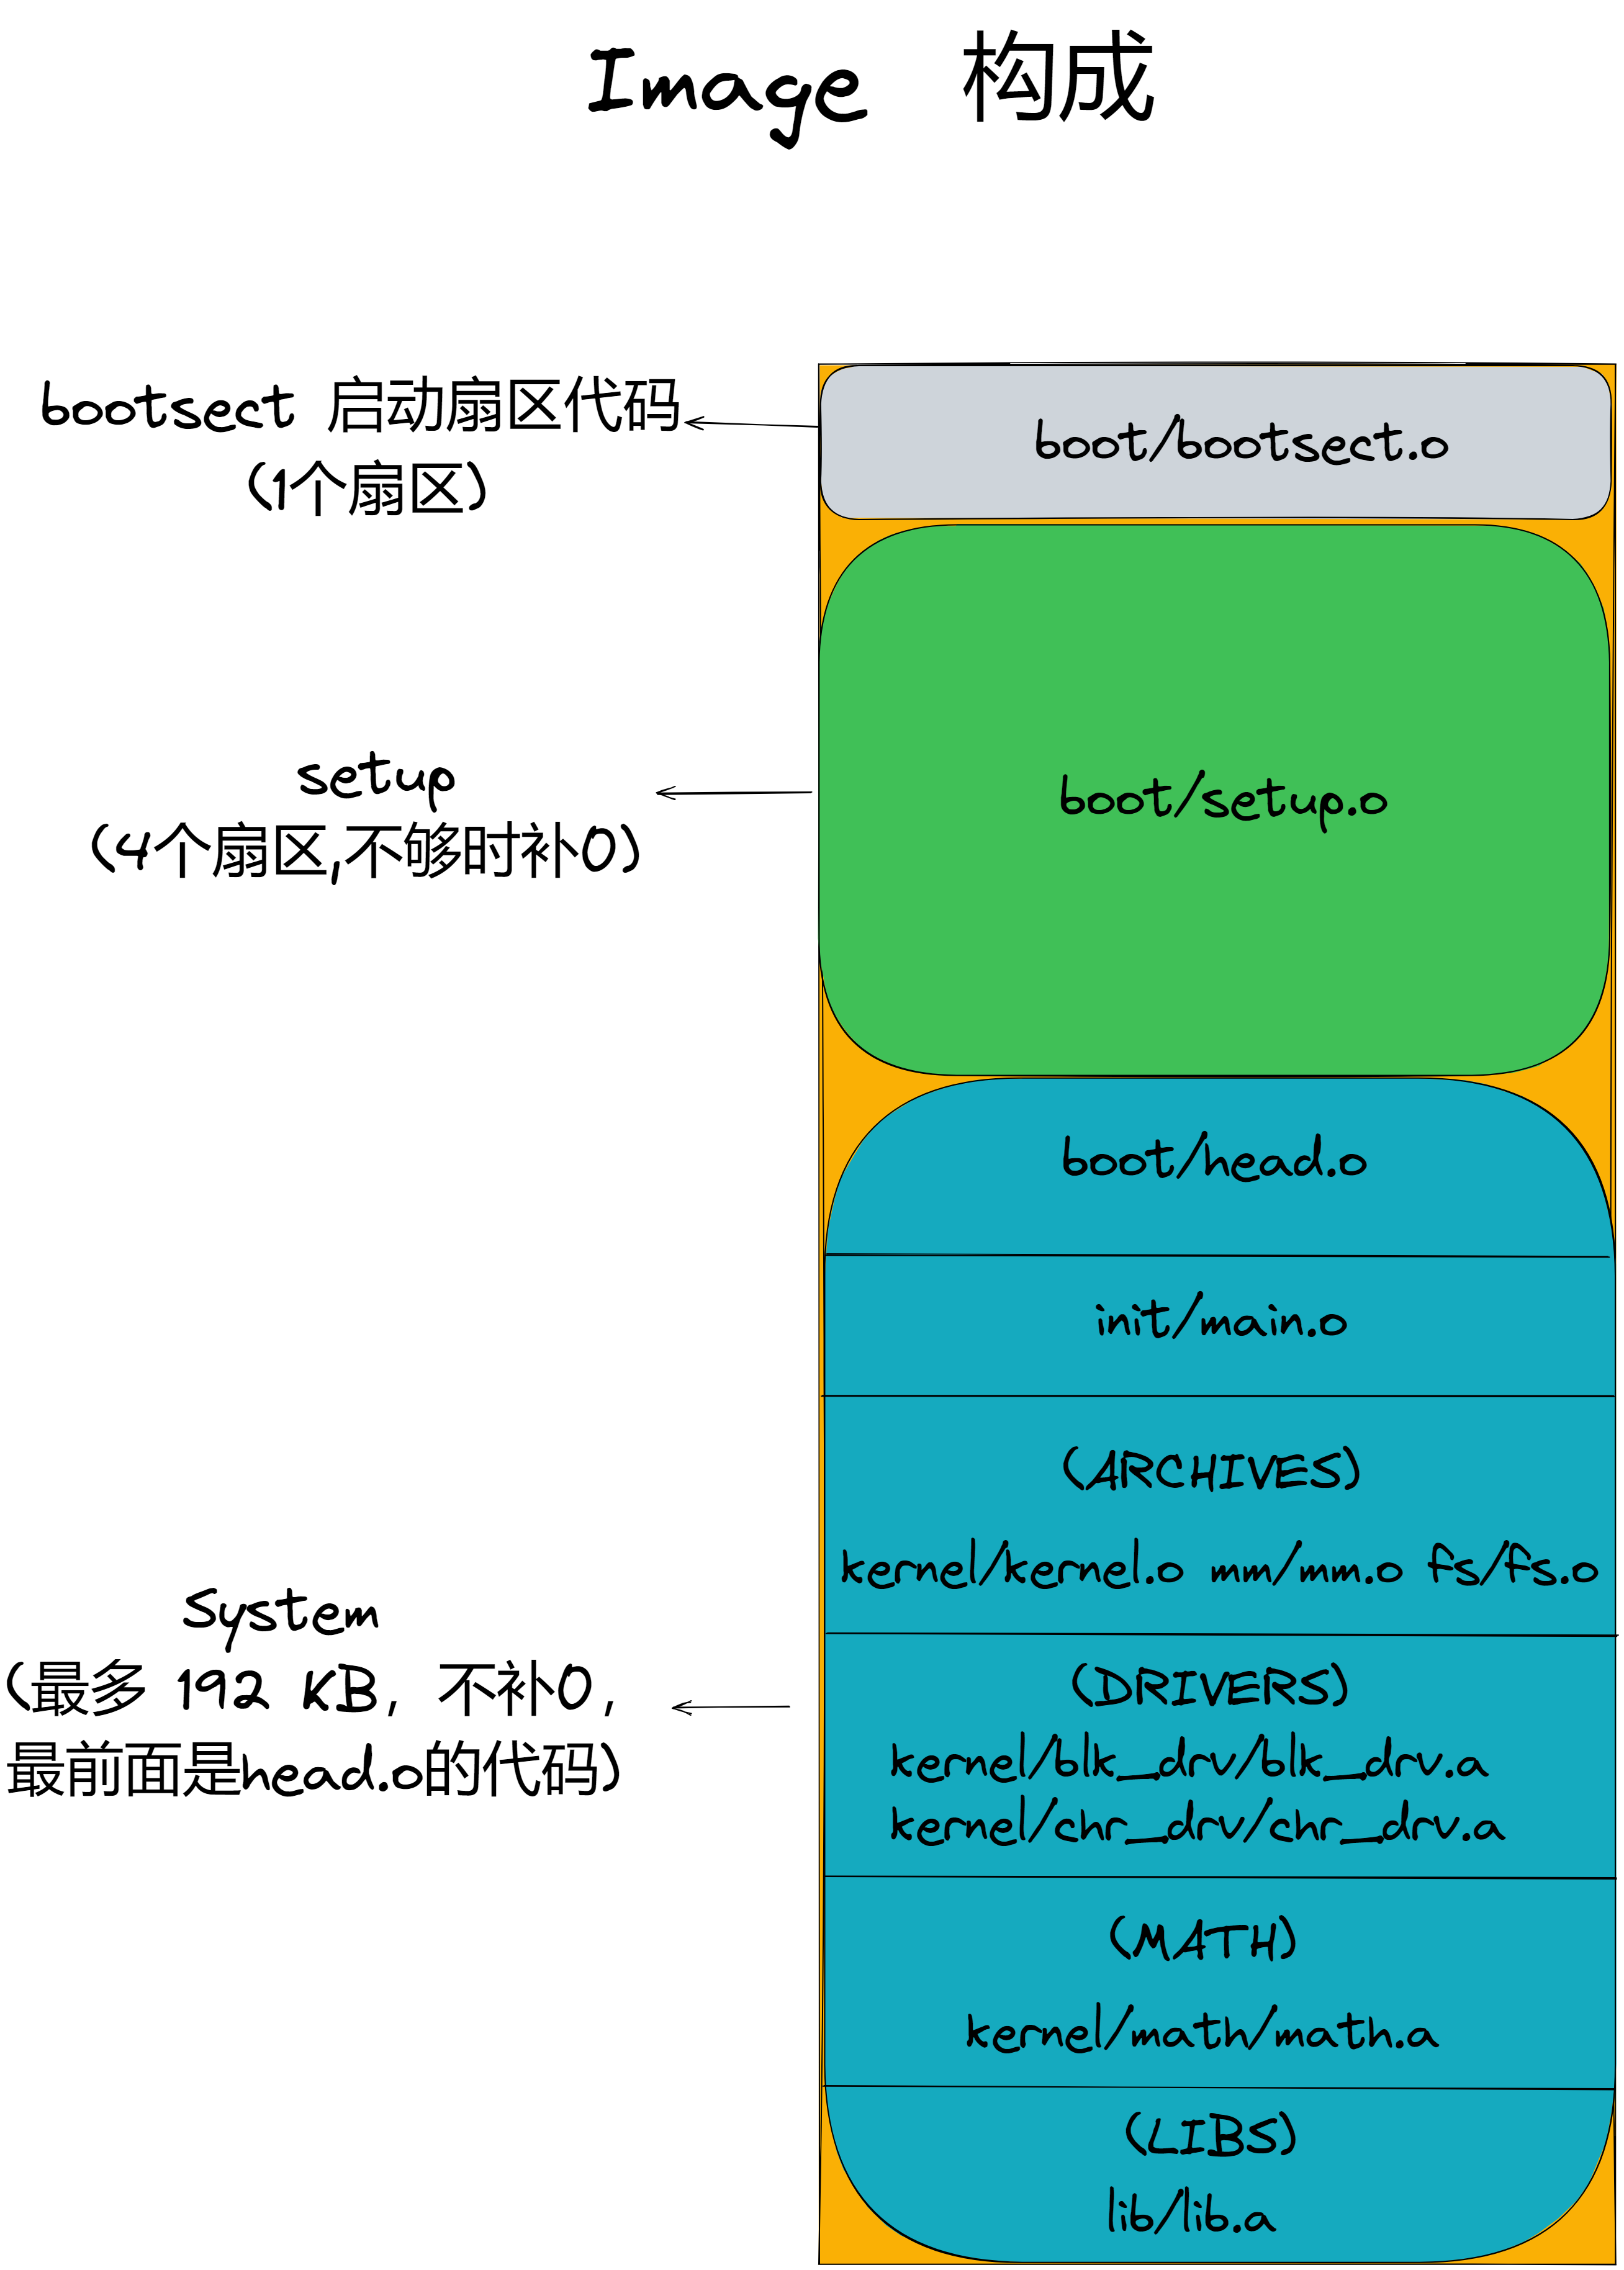 Image 构成
bootsect 启动扇区代码
(1个扇区)
boot/bootsect.o
setup
(4个扇区,不够时补0)
boot/setup.o
boot/head.o
init/main.o
(ARCHIVES)
kernel/kernel.o mm/mm.o fs/fs.o
system
(最多 192 KB, 不补0,
最前面是head.o的代码)
(DRIVERS)
kernel/blk_drv/blk_drv.a
kernel/chr_drv/chr_drv.a
(MATH)
kernel/math/math.a
(LIBS)
lib/lib.a